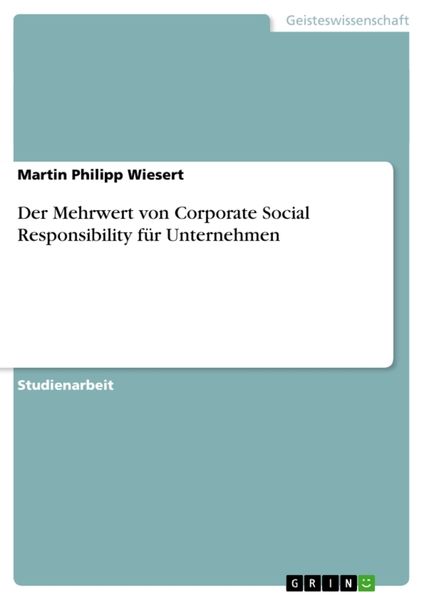 Geisteswissenschaft
Martin Philipp Wiesert
Der Mehrwert von Corporate Social
Responsibility für Unternehmen
Studienarbeit
GRIN